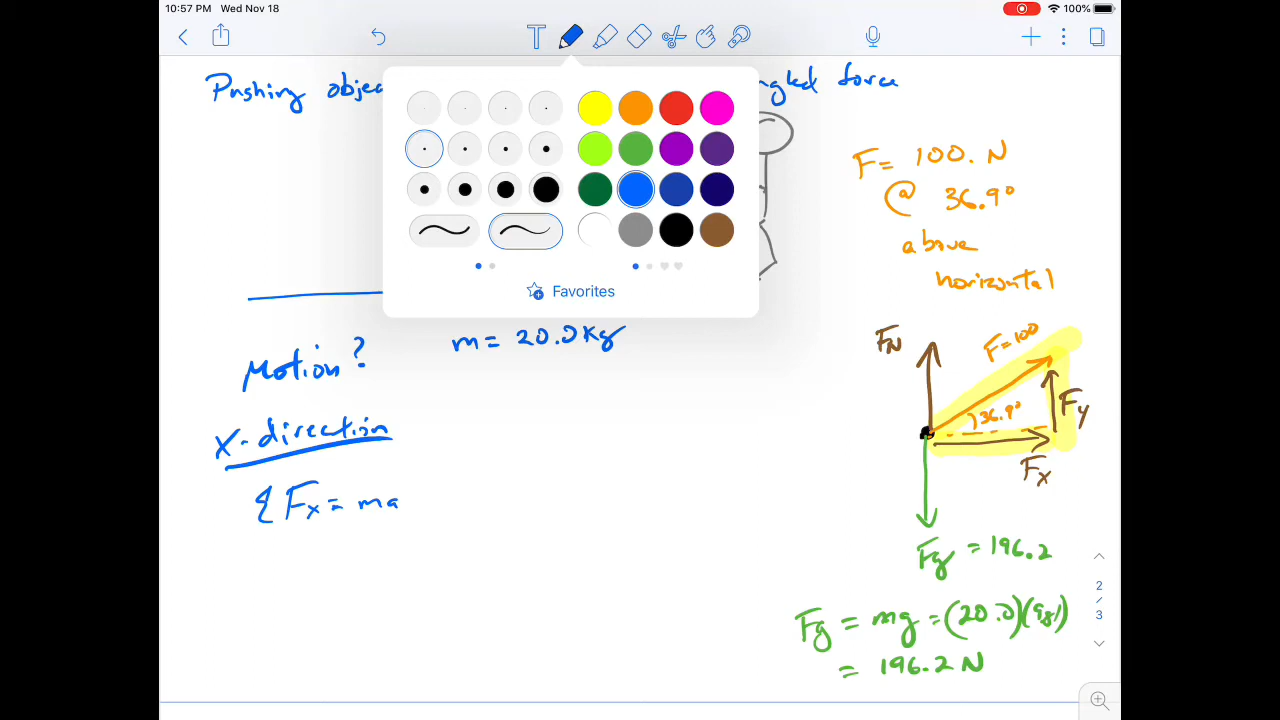 10:57 PM Wed Nov 18
100%
T
Pushing objec
gled force
Favorites
F = 100. N
@ 36.9°
above
horizontal
m = 20.0 kg
Motion?
X-direction
ΣFx = ma
FN
F=100
36.9°
Fy
Fx
Fg = 196.2
Fg = mg = (20.0)(9.81)
= 196.2 N
2
/
3